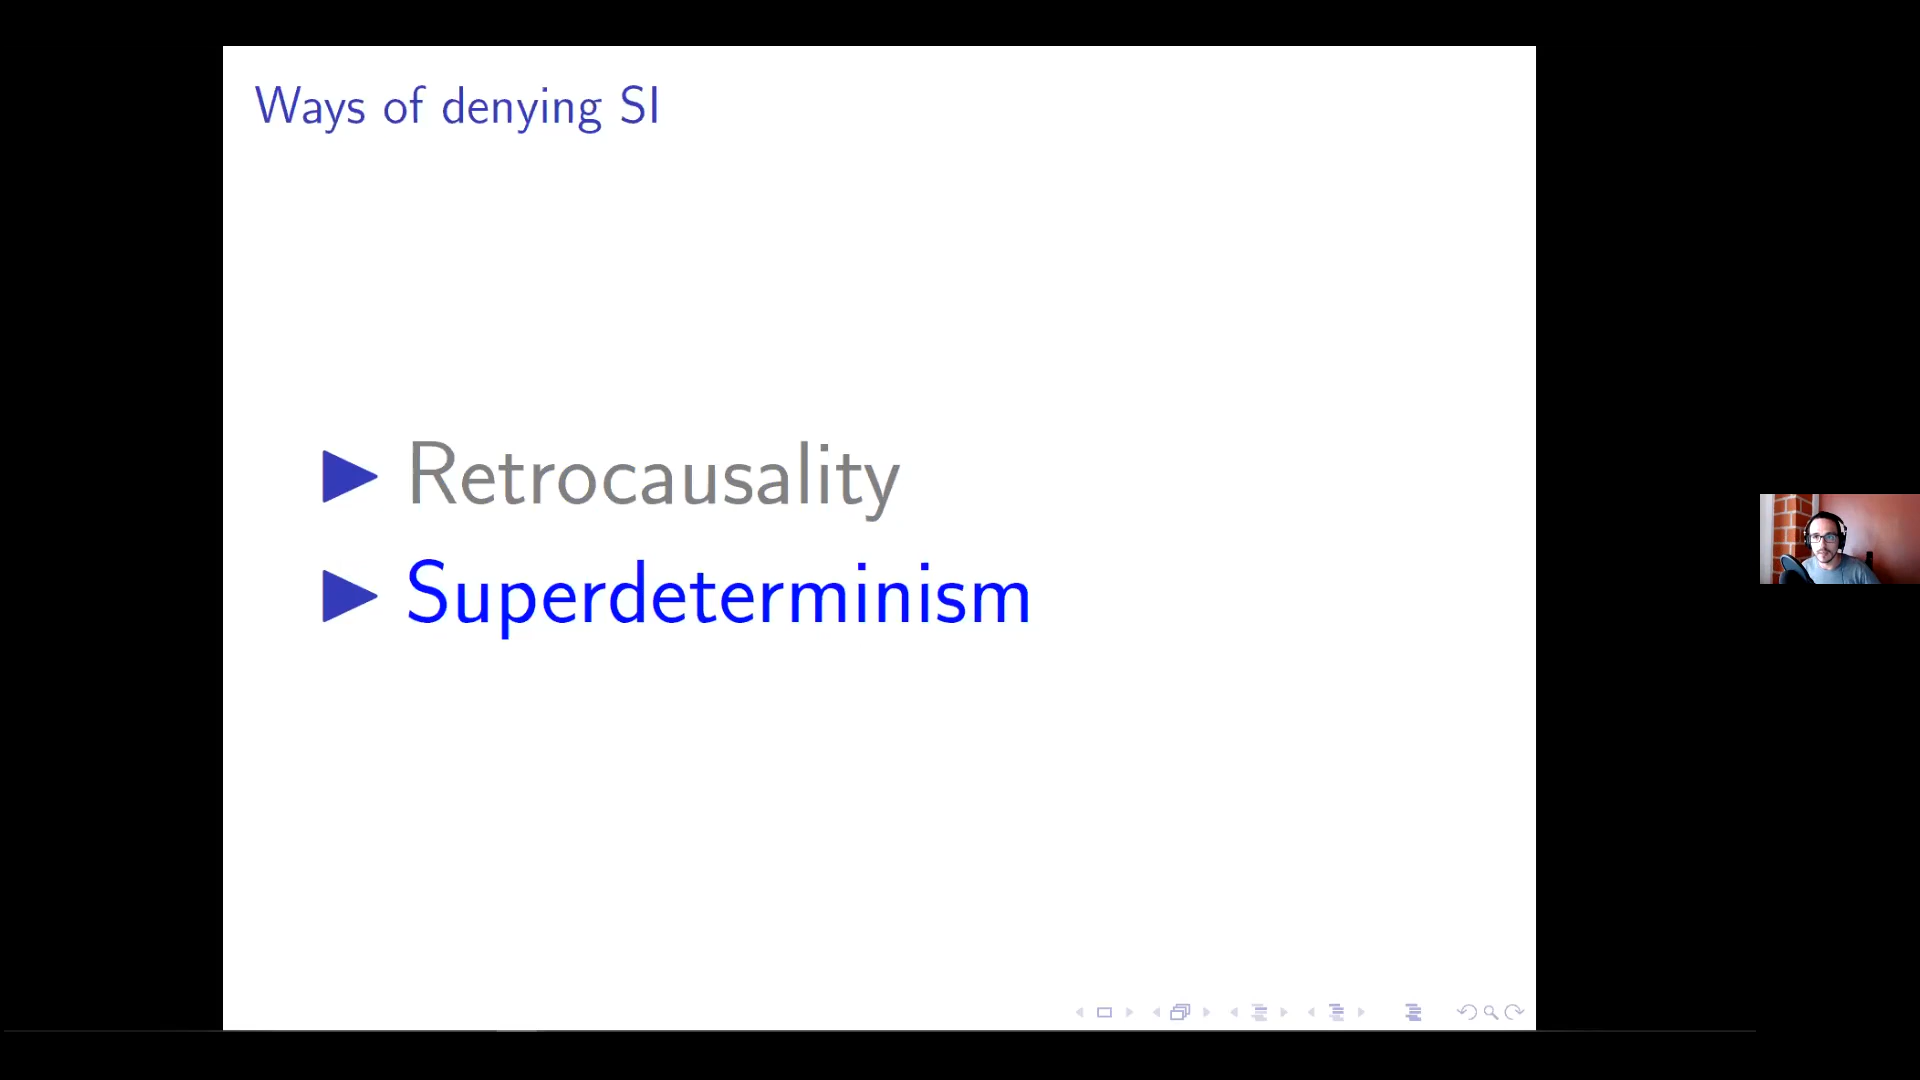 Ways of denying SI
Retrocausality
Superdeterminism